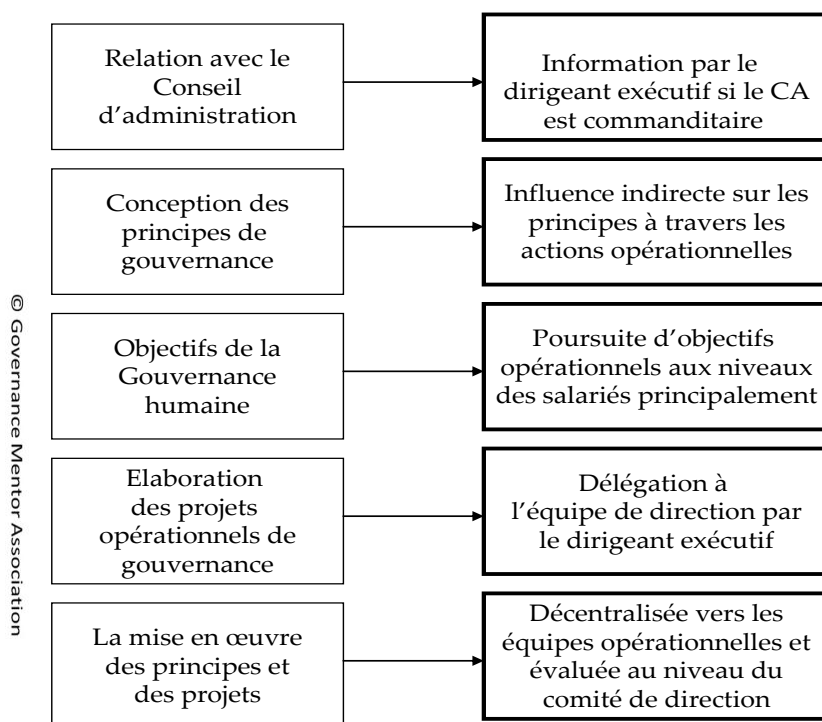 Relation avec le
Conseil
d’administration
Information par le
dirigeant exécutif si le CA
est commanditaire
Conception des
principes de
gouvernance
Influence indirecte sur les
principes à travers les
actions opérationnelles
Objectifs de la
Gouvernance
humaine
Poursuite d’objectifs
opérationnels aux niveaux
des salariés principalement
Elaboration
des projets
opérationnels de
gouvernance
Délégation à
l’équipe de direction par
le dirigeant exécutif
La mise en œuvre
des principes et
des projets
Décentralisée vers les
équipes opérationnelles et
évaluée au niveau du
comité de direction
© Governance Mentor Association